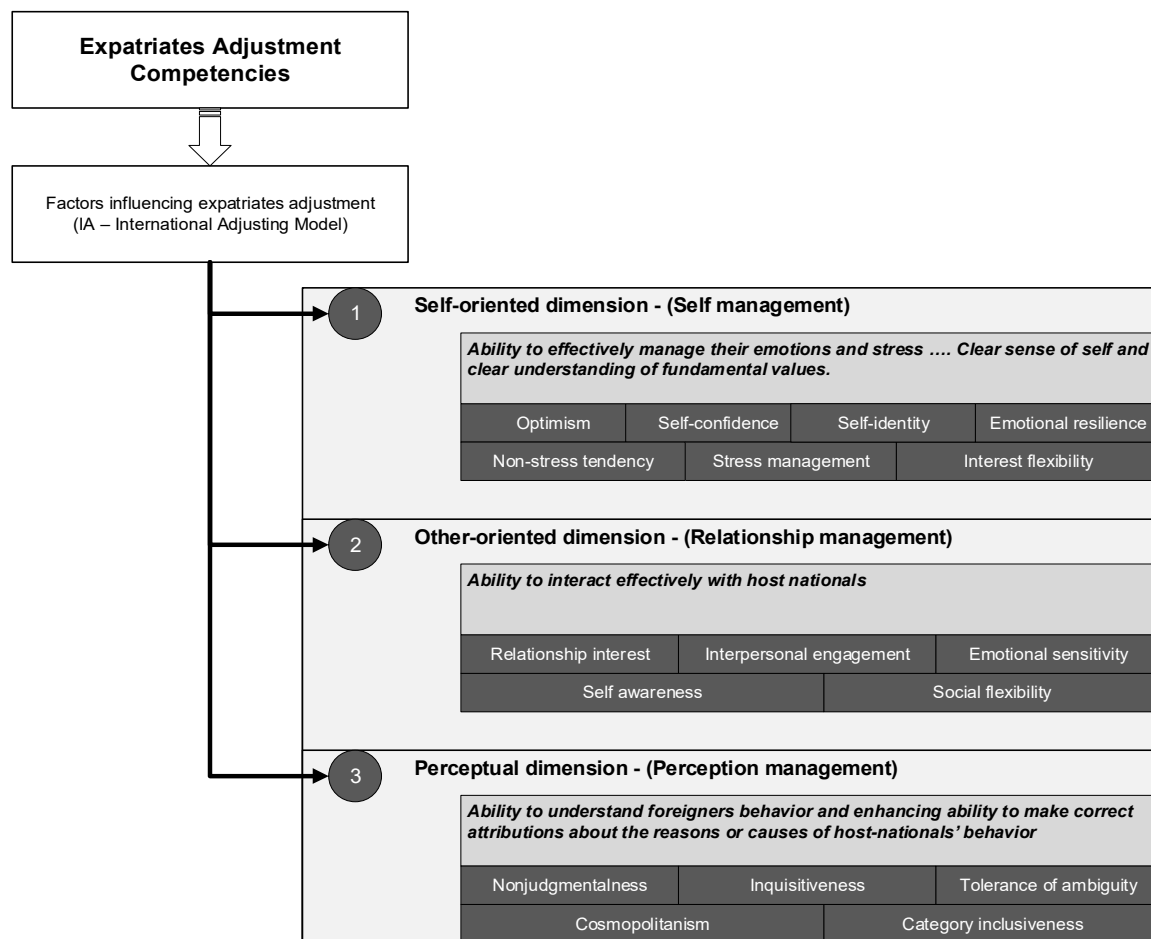 Expatriates Adjustment
Competencies
Factors influencing expatriates adjustment
(IA – International Adjusting Model)
1
Self-oriented dimension - (Self management)
Ability to effectively manage their emotions and stress …. Clear sense of self and
clear understanding of fundamental values.
Optimism
Self-confidence
Self-identity
Emotional resilience
Non-stress tendency
Stress management
Interest flexibility
2
Other-oriented dimension - (Relationship management)
Ability to interact effectively with host nationals
Relationship interest
Interpersonal engagement
Emotional sensitivity
Self awareness
Social flexibility
3
Perceptual dimension - (Perception management)
Ability to understand foreigners behavior and enhancing ability to make correct
attributions about the reasons or causes of host-nationals’ behavior
Nonjudgmentalness
Inquisitiveness
Tolerance of ambiguity
Cosmopolitanism
Category inclusiveness